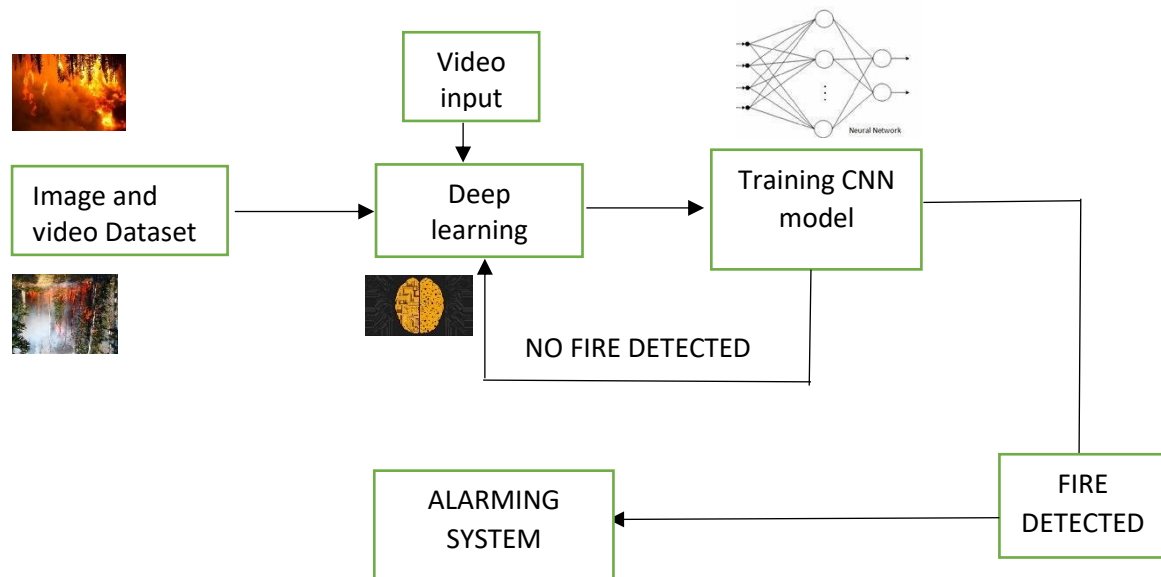 Video
input
Neural Network
Image and
video Dataset
Deep
learning
Training CNN
model
NO FIRE DETECTED
ALARMING
SYSTEM
FIRE
DETECTED